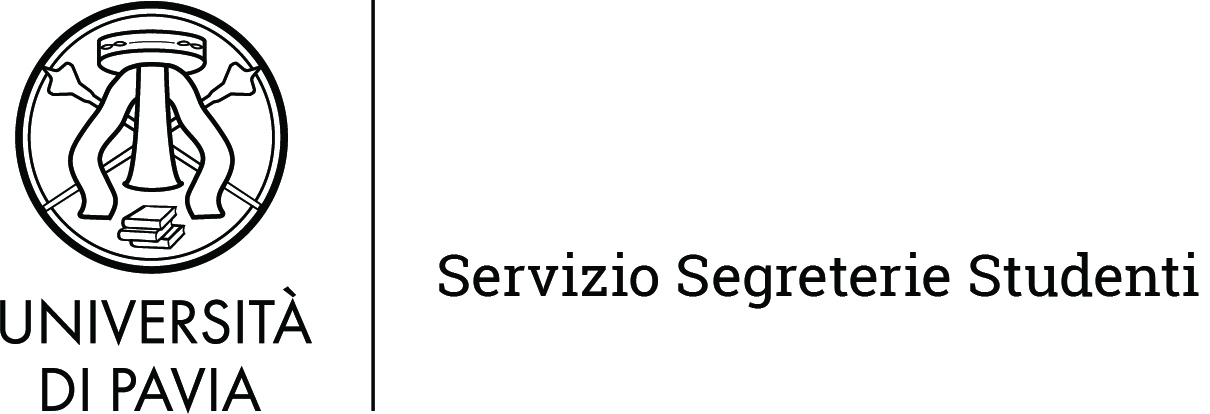 UNIVERSITÀ
DI PAVIA
Servizio Segreterie Studenti